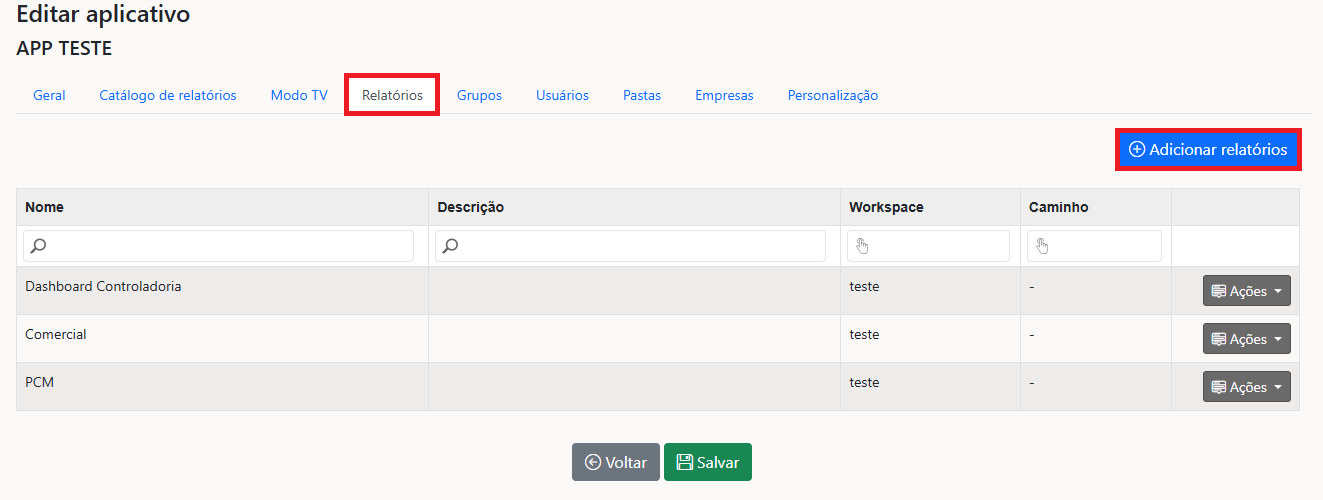 Editar aplicativo
APP TESTE
Geral Catálogo de relatórios Modo TV Relatórios Grupos Usuários Pastas Empresas Personalização
Adicionar relatórios
Nome Descrição Workspace Caminho
Dashboard Controladoria teste - Ações
Comercial teste - Ações
PCM teste - Ações
Voltar Salvar